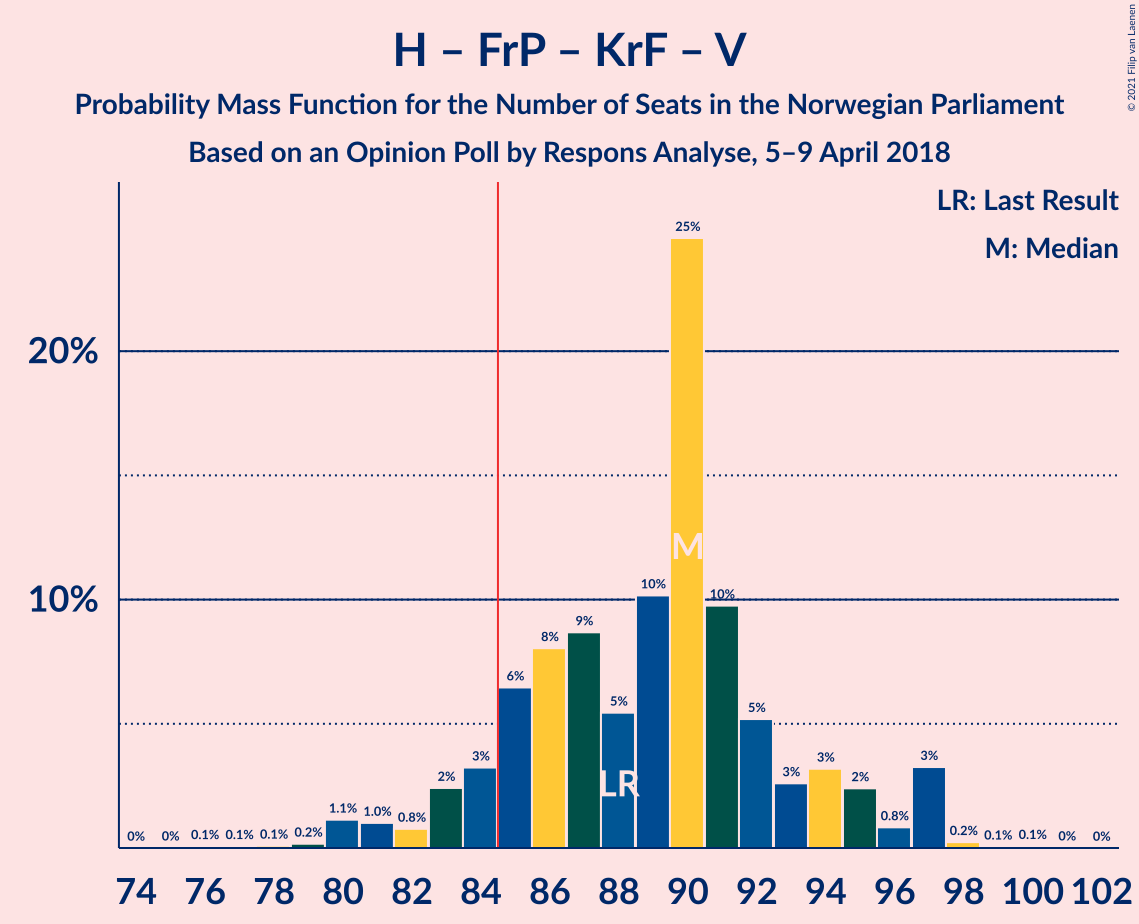 H – FrP – KrF – V
Probability Mass Function for the Number of Seats in the Norwegian Parliament
Based on an Opinion Poll by Respons Analyse, 5–9 April 2018
© 2021 Filip van Laenen
LR: Last Result
M: Median
20%
10%
0% 0% 0.1% 0.1% 0.1% 0.2% 1.1% 1.0% 0.8% 2% 3% 6% 8% 9% 5% 10% 25% 10% 5% 3% 3% 2% 0.8% 3% 0.2% 0.1% 0.1% 0% 0%
M
LR
74 76 78 80 82 84 86 88 90 92 94 96 98 100 102